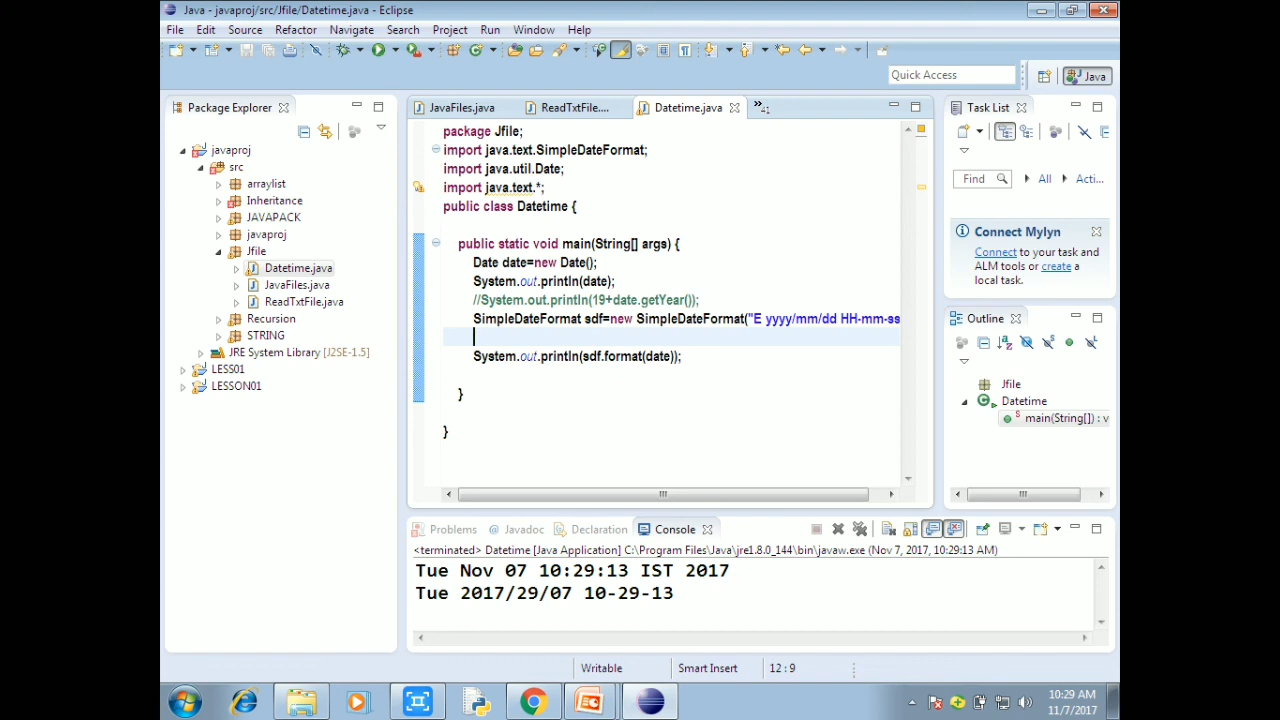 Java - javaproj/src/Jfile/Datetime.java - Eclipse
File Edit Source Refactor Navigate Search Project Run Window Help
Quick Access
Java
Package Explorer
javaproj
src
arraylist
Inheritance
JAVAPACK
javaproj
Jfile
Datetime.java
JavaFiles.java
ReadTxtFile.java
Recursion
STRING
JRE System Library [J2SE-1.5]
LESS01
LESSON01
JavaFiles.java ReadTxtFile.... Datetime.java »41
package Jfile;
import java.text.SimpleDateFormat;
import java.util.Date;
import java.text.*;
public class Datetime {
public static void main(String[] args) {
Date date=new Date();
System.out.println(date);
//System.out.println(19+date.getYear());
SimpleDateFormat sdf=new SimpleDateFormat("E yyyy/mm/dd HH-mm-ss
System.out.println(sdf.format(date));
}
}
Task List
Find All Acti...
Connect Mylyn
Connect to your task and
ALM tools or create a
local task.
Outline
Jfile
Datetime
main(String[]) : v
Problems Javadoc Declaration Console
<terminated> Datetime [Java Application] C:\Program Files\Java\jre1.8.0_144\bin\javaw.exe (Nov 7, 2017, 10:29:13 AM)
Tue Nov 07 10:29:13 IST 2017
Tue 2017/29/07 10-29-13
Writable Smart Insert 12 : 9
10:29 AM
11/7/2017